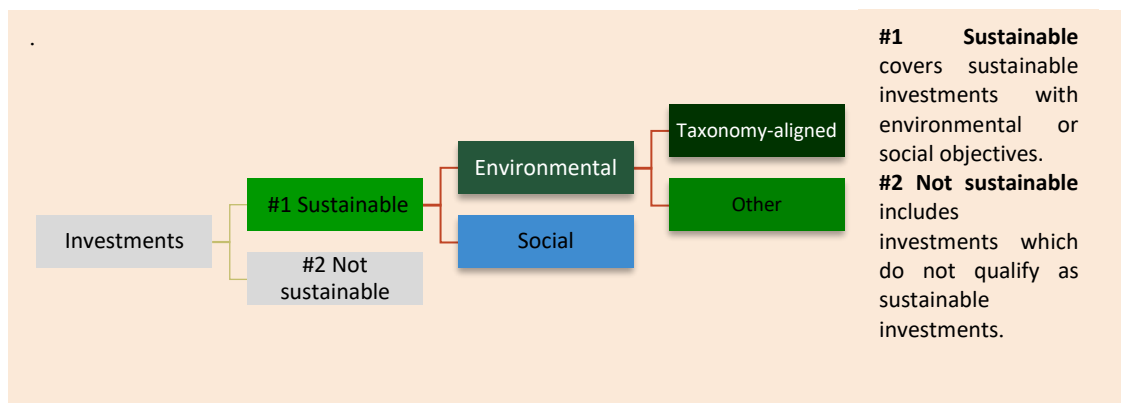 .
Investments
#1 Sustainable
#2 Not
sustainable
Environmental
Social
Taxonomy-aligned
Other
#1 Sustainable
covers sustainable
investments with
environmental or
social objectives.
#2 Not sustainable
includes
investments which
do not qualify as
sustainable
investments.